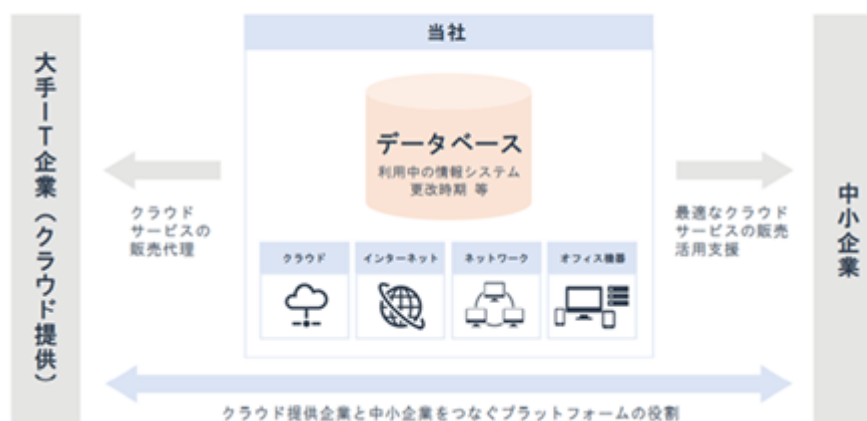 当社
大手IT企業（クラウド提供）
データベース
利用中の情報システム
更改時期 等
クラウド
サービスの
販売代理
最適なクラウド
サービスの販売
活用支援
中小企業
クラウド
インターネット
ネットワーク
オフィス機器
クラウド提供企業と中小企業をつなぐプラットフォームの役割